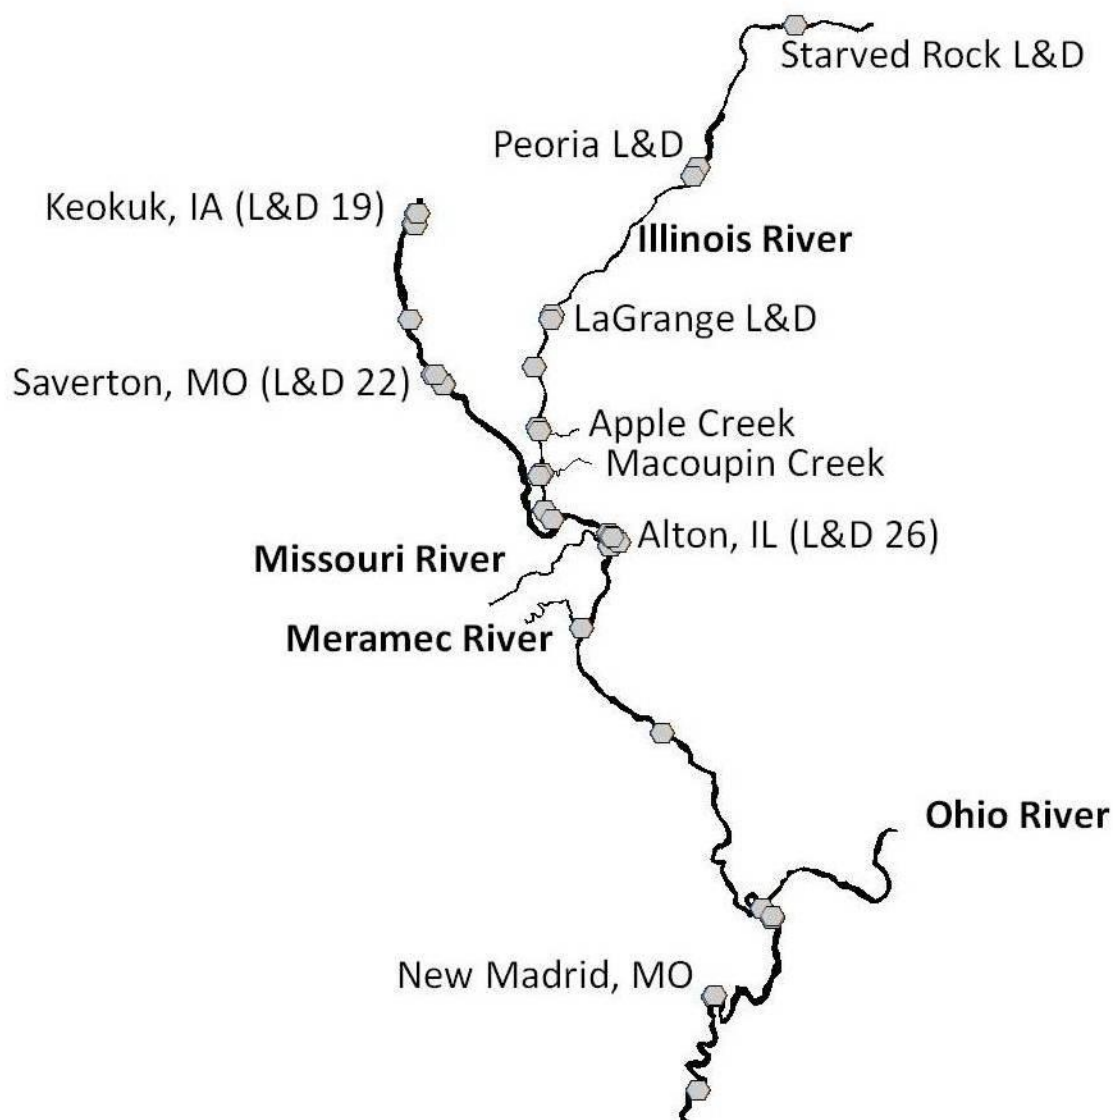 Starved Rock L&D
Peoria L&D
Keokuk, IA (L&D 19)
Illinois River
LaGrange L&D
Saverton, MO (L&D 22)
Apple Creek
Macoupin Creek
Alton, IL (L&D 26)
Missouri River
Meramec River
Ohio River
New Madrid, MO